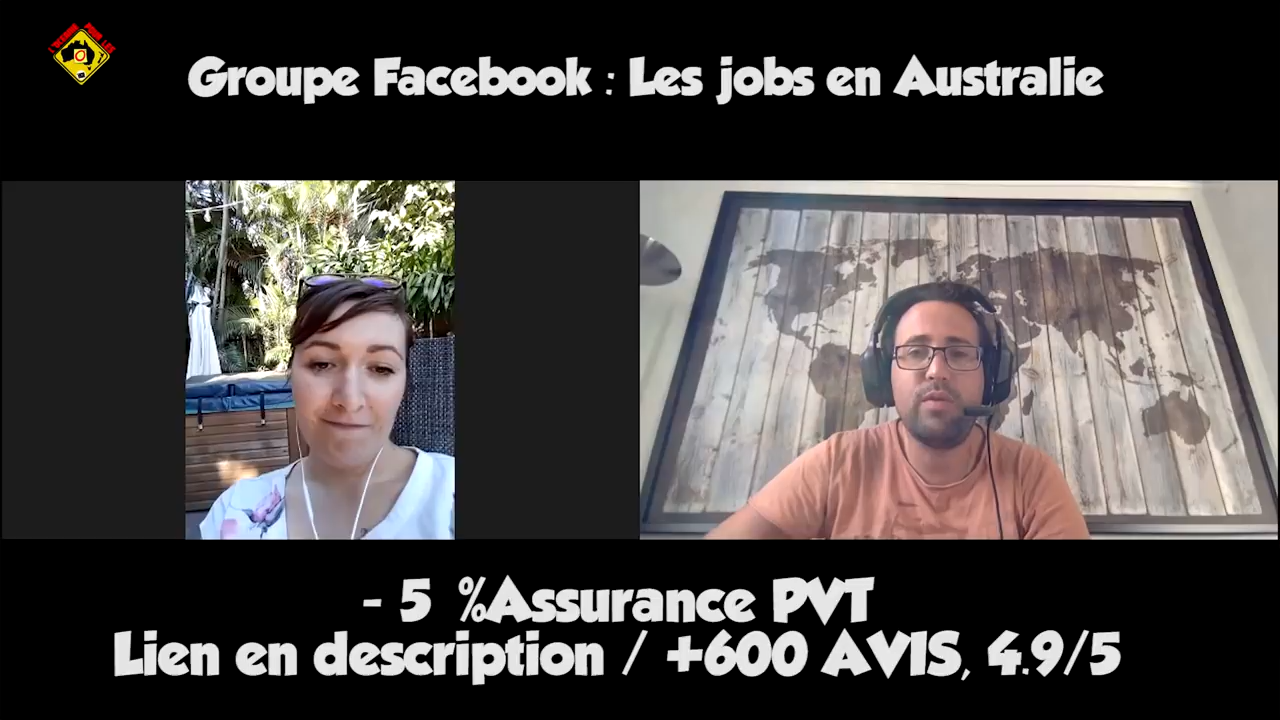 Groupe Facebook : Les jobs en Australie
- 5 %Assurance PVT
Lien en description / +600 AVIS, 4.9/5